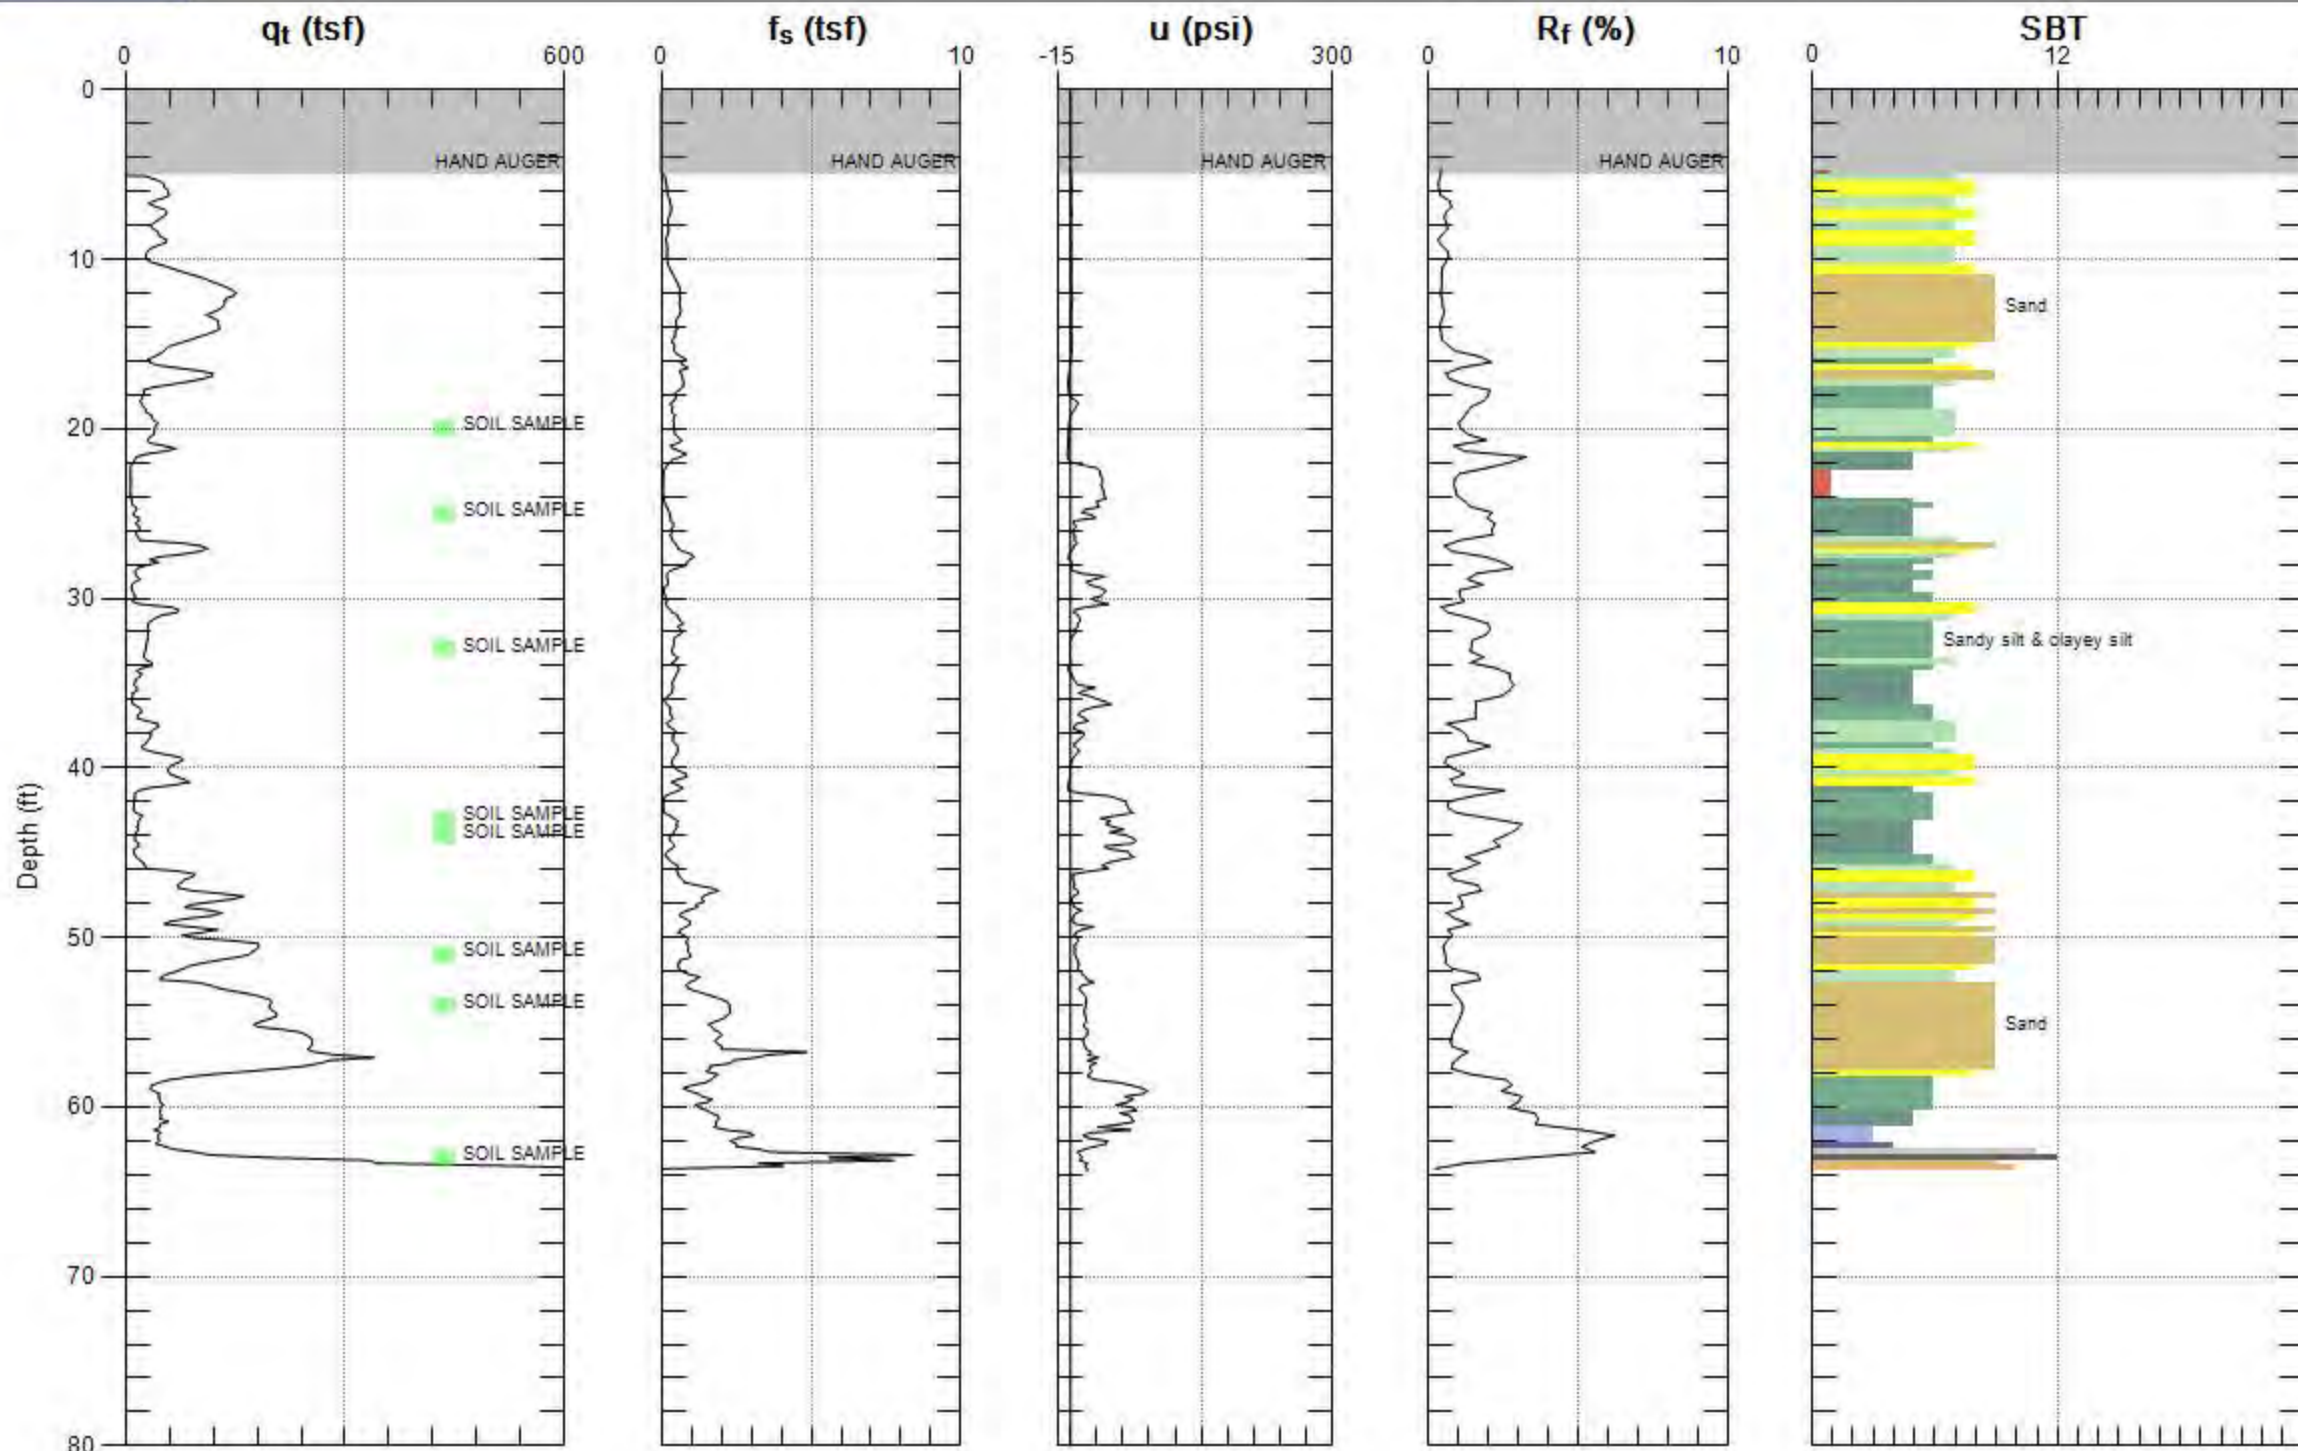 qt (tsf) fs (tsf) u (psi) Rf (%) SBT
0 600 0 10 -15 300 0 10 0 12
0
HAND AUGER HAND AUGER HAND AUGER HAND AUGER
10
Sand
20 SOIL SAMPLE
SOIL SAMPLE
30
SOIL SAMPLE Sandy silt & clayey silt
40
Depth (ft)
SOIL SAMPLE
SOIL SAMPLE
50 SOIL SAMPLE
SOIL SAMPLE
Sand
60
SOIL SAMPLE
70
80